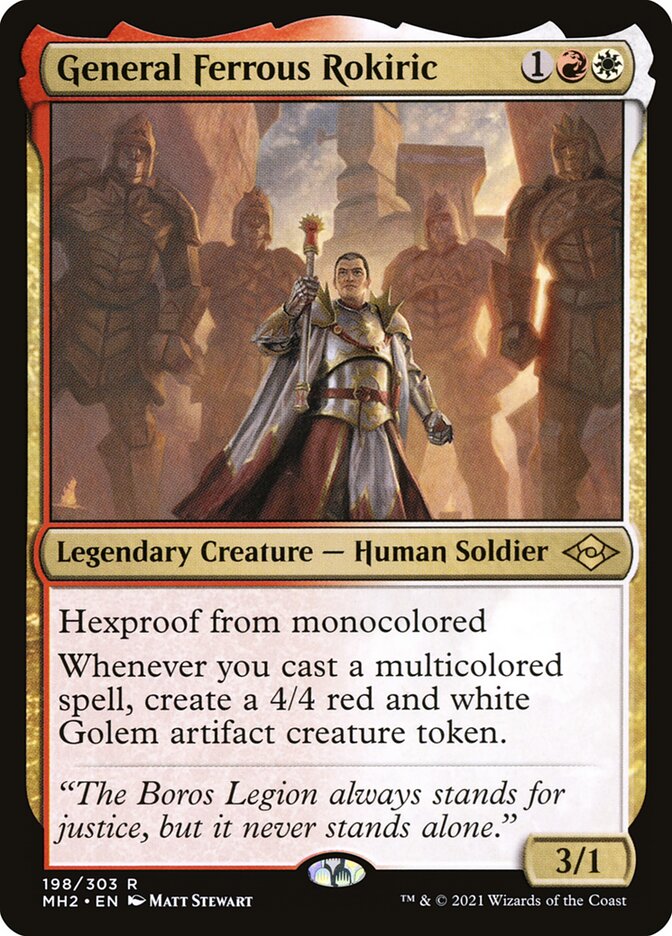 General Ferrous Rokiric 1
Legendary Creature — Human Soldier
Hexproof from monocolored
Whenever you cast a multicolored
spell, create a 4/4 red and white
Golem artifact creature token.
“The Boros Legion always stands for
justice, but it never stands alone.”
3/1
198/303 R
MH2 • EN Matt Stewart
™ & © 2021 Wizards of the Coast